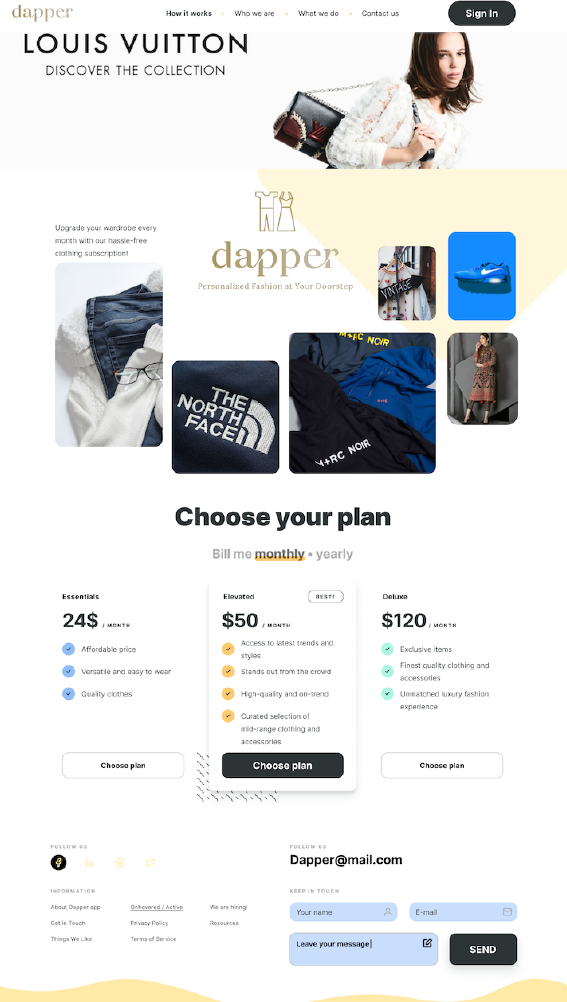 dapper
How it works • Who we are • What we do • Contact us
Sign In
LOUIS VUITTON
DISCOVER THE COLLECTION
Upgrade your wardrobe every
month with our hassle-free
clothing subscription!
dapper
Personalized Fashion at Your Doorstep
VINTAGE
THE
NORTH
FACE
M+RC NOIR
M+RC NOIR
Choose your plan
Bill me monthly • yearly
Essentials
24$ / MONTH
Affordable price
Versatile and easy to wear
Quality clothes
Choose plan
Elevated
BEST!
$50 / MONTH
Access to latest trends and
styles
Stands out from the crowd
High-quality and on-trend
Curated selection of
mid-range clothing and
accessories
Choose plan
Deluxe
$120 / MONTH
Exclusive items
Finest quality clothing and
accessories
Unmatched luxury fashion
experience
Choose plan
FOLLOW US
INFORMATION
About Dapper app
Onhovered / Active
We are hiring!
Get in Touch
Privacy Policy
Resources
Things We Like
Terms of Service
FOLLOW US
Dapper@mail.com
KEEP IN TOUCH
Your name
E-mail
Leave your message
SEND